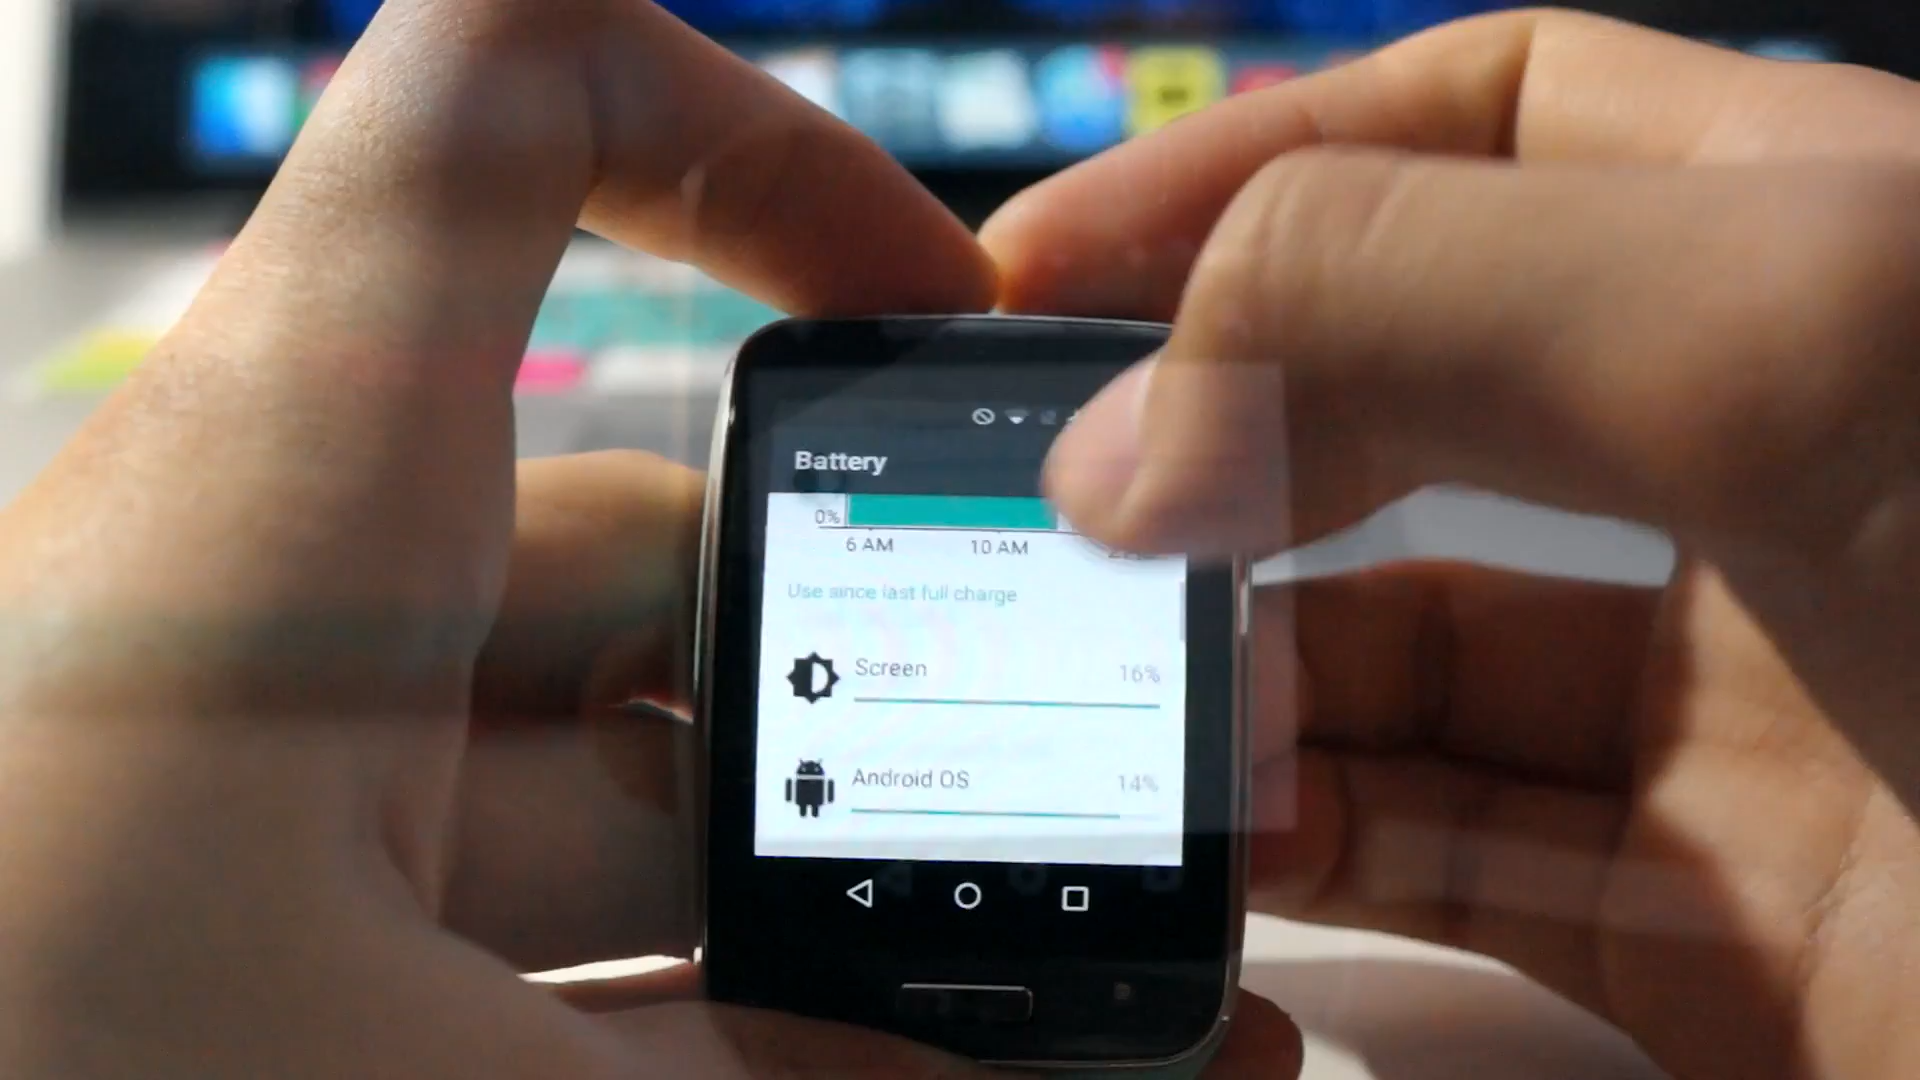 Battery
0%
6 AM 10 AM
Use since last full charge
Screen 16%
Android OS 14%